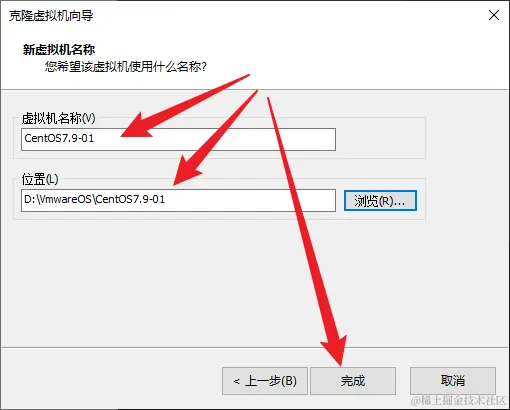 克隆虚拟机向导
新虚拟机名称
您希望该虚拟机使用什么名称?
虚拟机名称(V)
CentOS7.9-01
位置(L)
D:\VmwareOS\CentOS7.9-01
浏览(R)...
< 上一步(B)
完成
取消
@稀土掘金技术社区